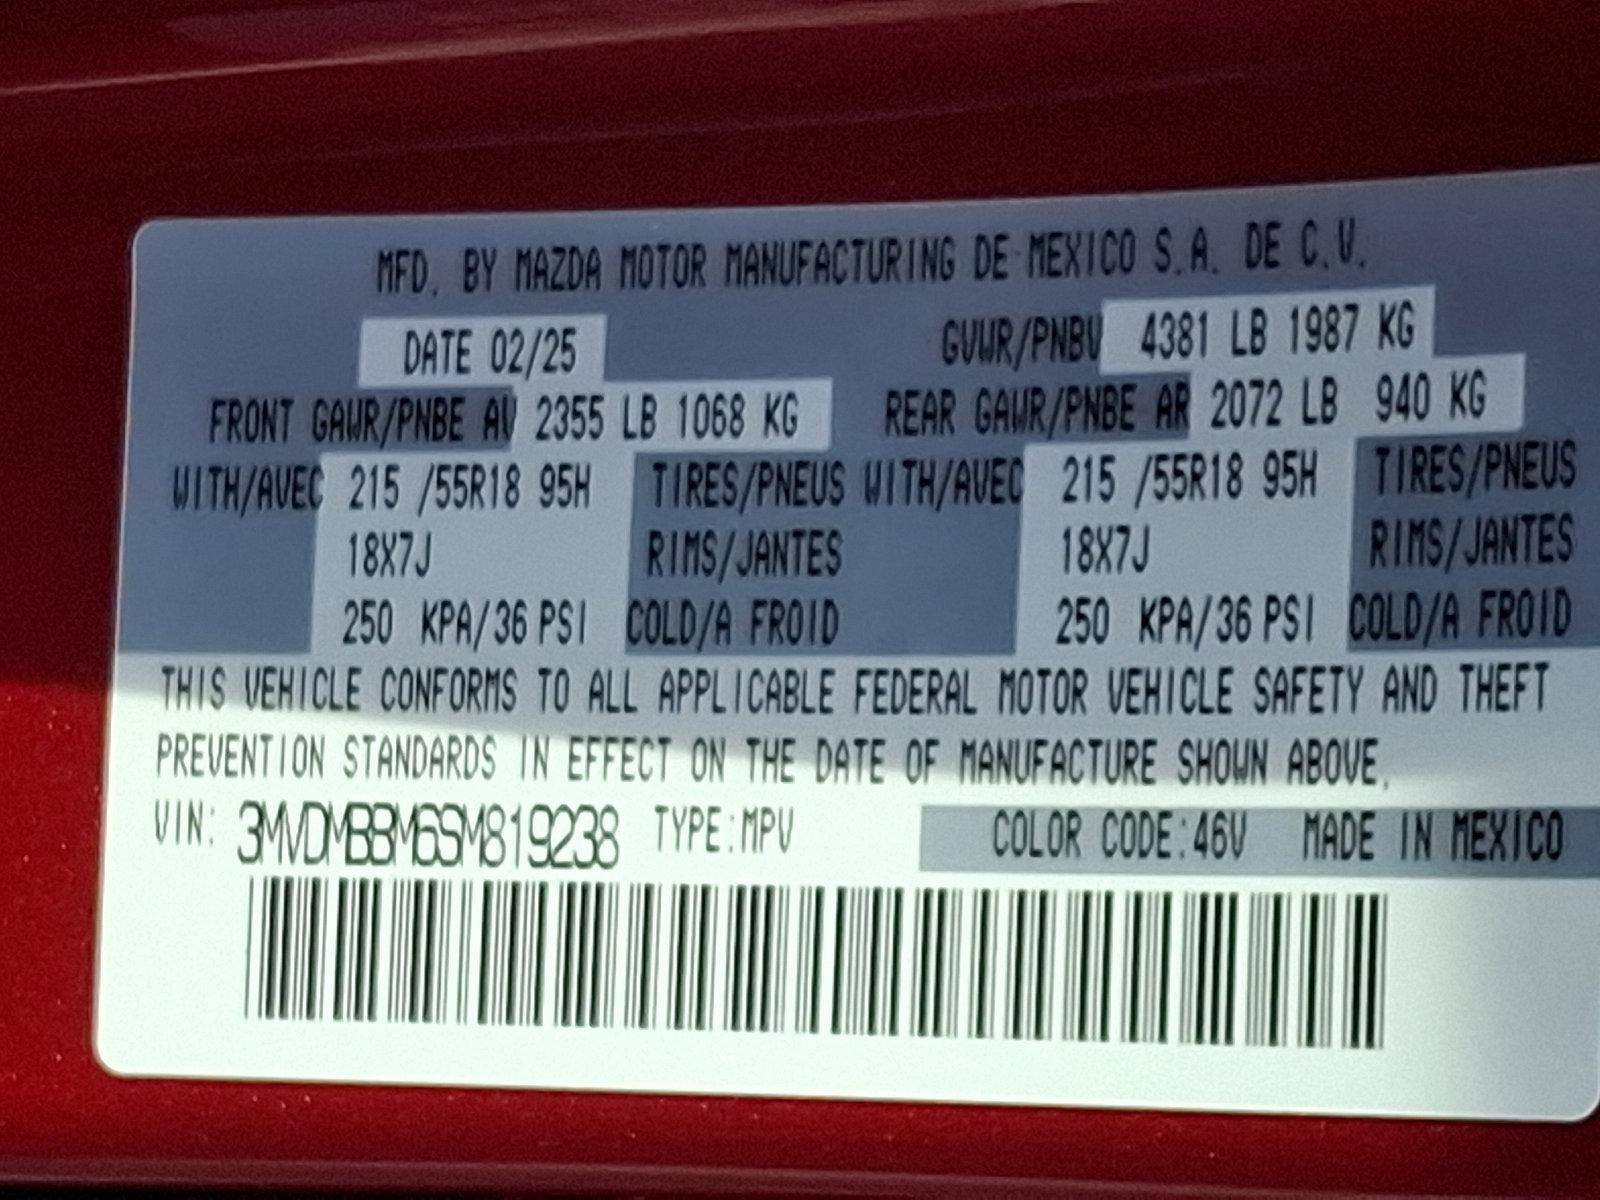 MFD. BY MAZDA MOTOR MANUFACTURING DE MEXICO S.A. DE C.V.
DATE 02/25 GVWR/PNBV 4381 LB 1987 KG
FRONT GAWR/PNBE AV 2355 LB 1068 KG REAR GAWR/PNBE AR 2072 LB 940 KG
WITH/AVEC 215 /55R18 95H TIRES/PNEUS WITH/AVEC 215 /55R18 95H TIRES/PNEUS
18X7J RIMS/JANTES 18X7J RIMS/JANTES
250 KPA/36 PSI COLD/A FROID 250 KPA/36 PSI COLD/A FROID
THIS VEHICLE CONFORMS TO ALL APPLICABLE FEDERAL MOTOR VEHICLE SAFETY AND THEFT
PREVENTION STANDARDS IN EFFECT ON THE DATE OF MANUFACTURE SHOWN ABOVE.
VIN: 3MVDMBBM6SM819238 TYPE:MPV COLOR CODE:46V MADE IN MEXICO